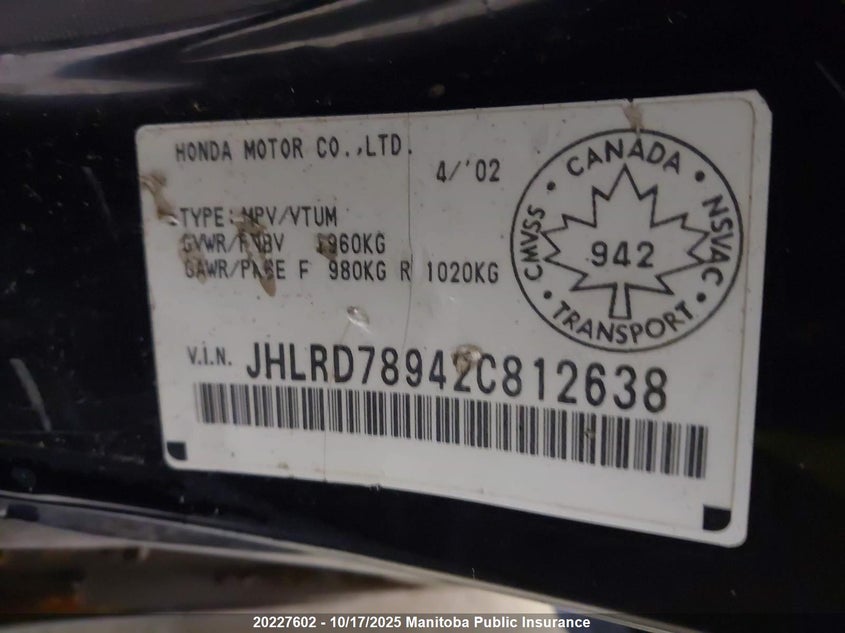 HONDA MOTOR CO.,LTD.
4/'02
TYPE: MPV/VTUM
GVWR/PNBV 1960KG
GAWR/PNBE F 980KG R 1020KG
CANADA
CMVSS • NSVAC
942
TRANSPORT
V.I.N. JHLRD78942C812638
20227602 - 10/17/2025 Manitoba Public Insurance